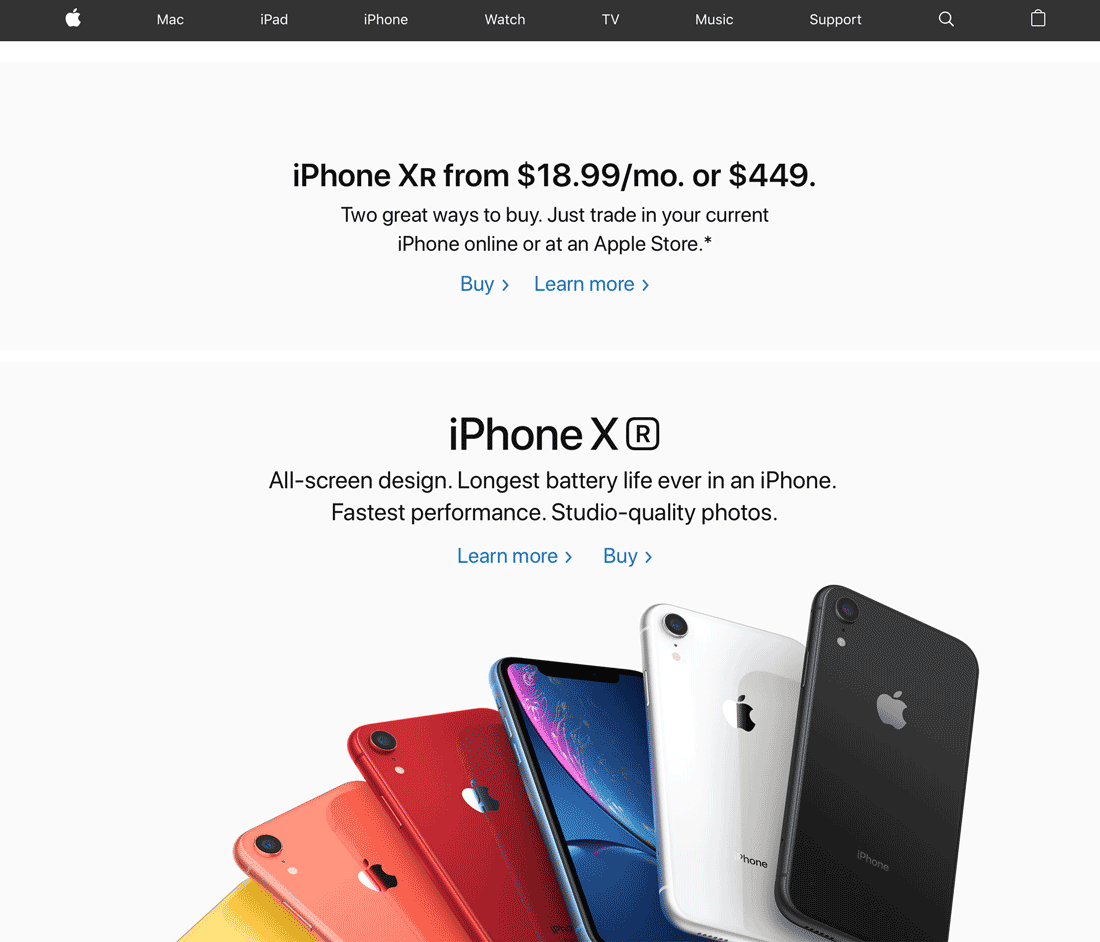 Mac iPad iPhone Watch TV Music Support
iPhone XR from $18.99/mo. or $449.
Two great ways to buy. Just trade in your current
iPhone online or at an Apple Store.*
Buy > Learn more >
iPhone X R
All-screen design. Longest battery life ever in an iPhone.
Fastest performance. Studio-quality photos.
Learn more > Buy >
iPhone
iPhone